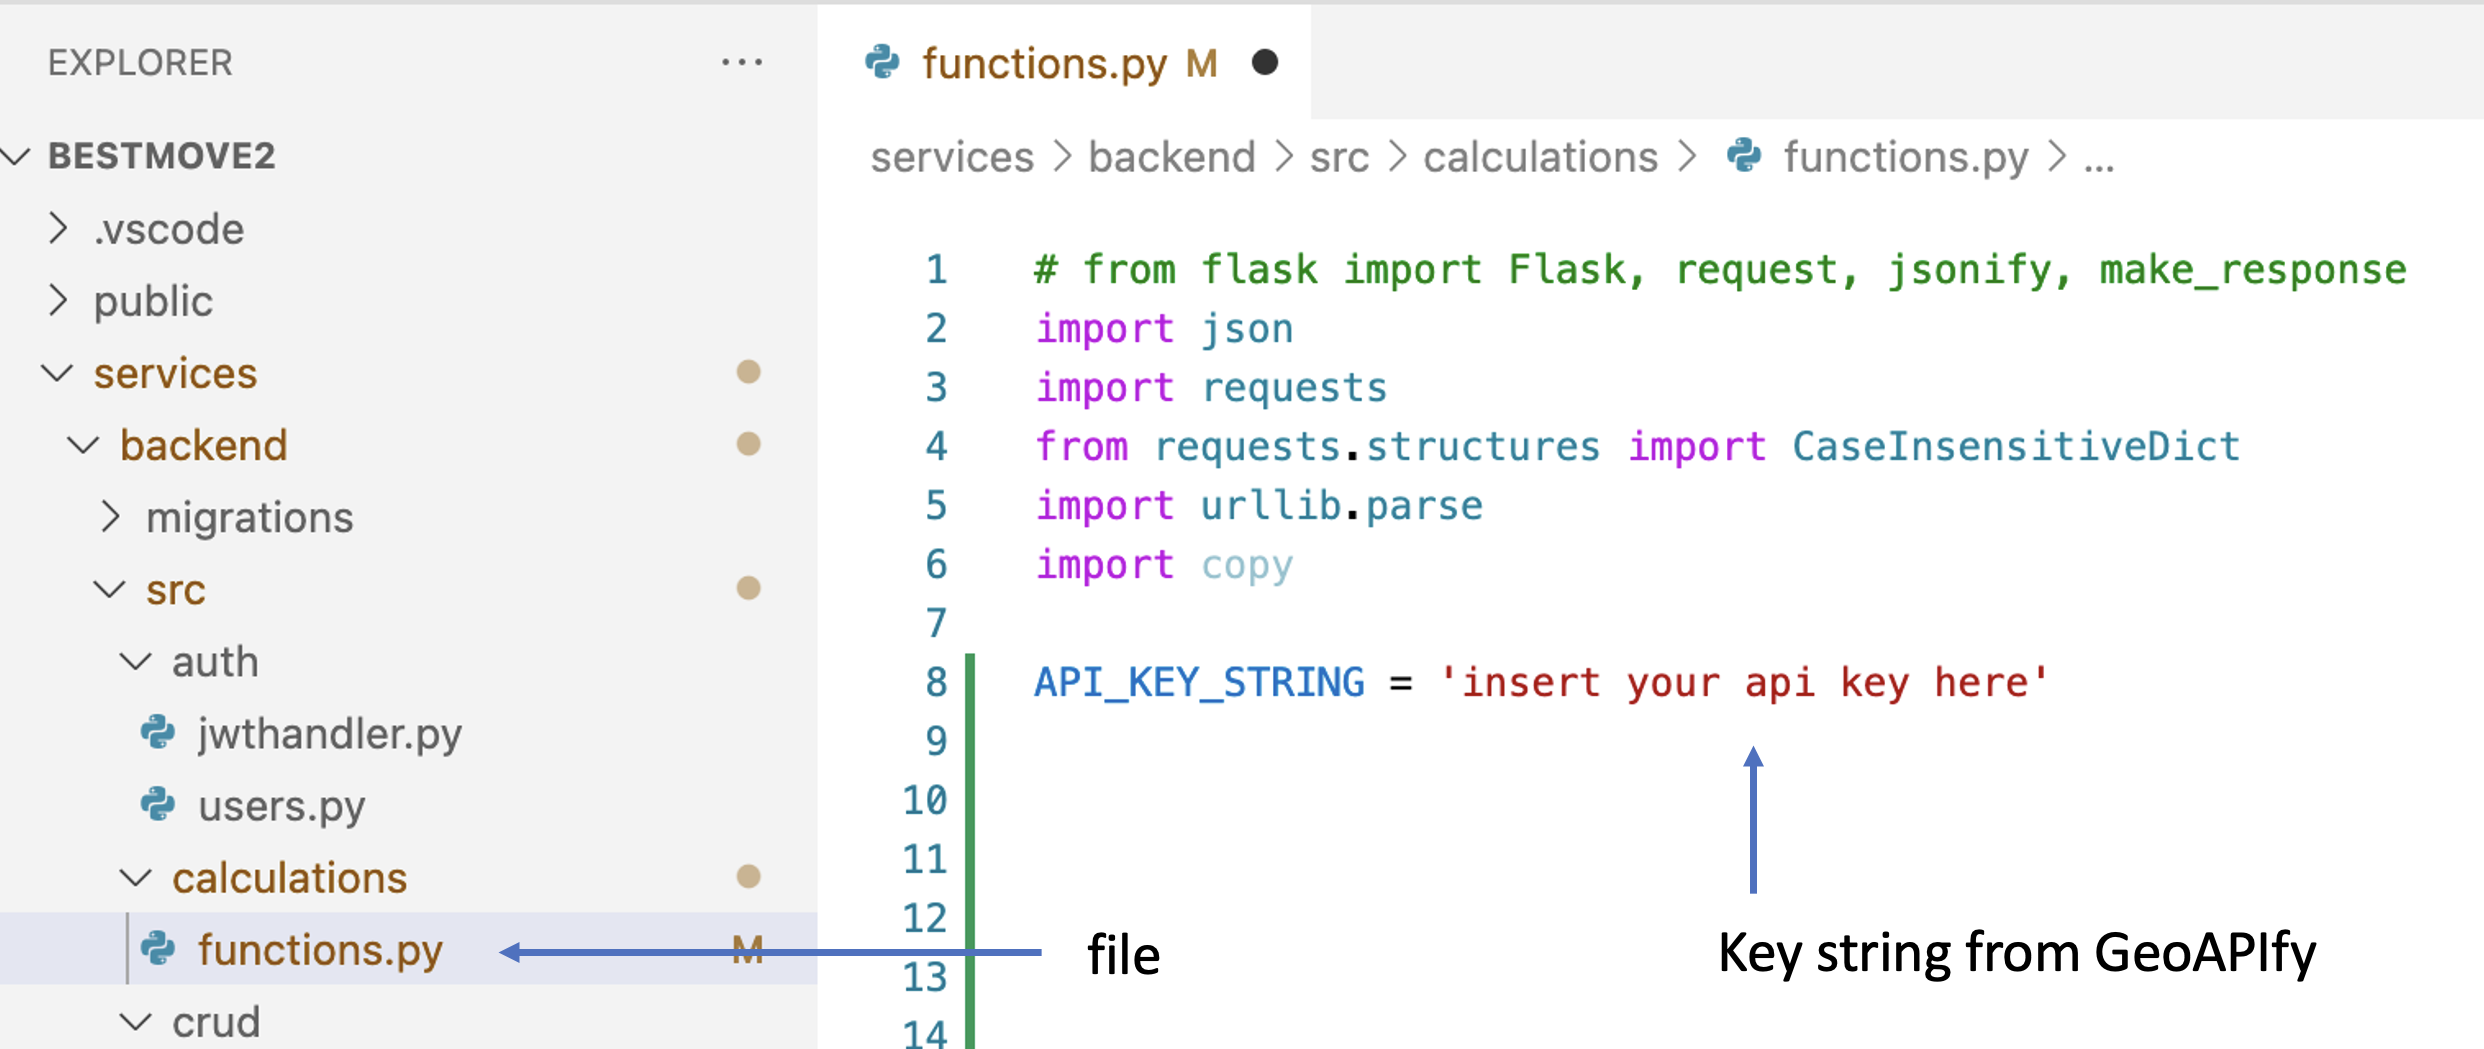 EXPLORER ...
BESTMOVE2
.vscode
public
services
backend
migrations
src
auth
jwthandler.py
users.py
calculations
functions.py M
crud
functions.py M
services > backend > src > calculations > functions.py > ...
1 # from flask import Flask, request, jsonify, make_response
2 import json
3 import requests
4 from requests.structures import CaseInsensitiveDict
5 import urllib.parse
6 import copy
7
8 API_KEY_STRING = 'insert your api key here'
9
10
11
12
13
14
file
Key string from GeoAPIfy